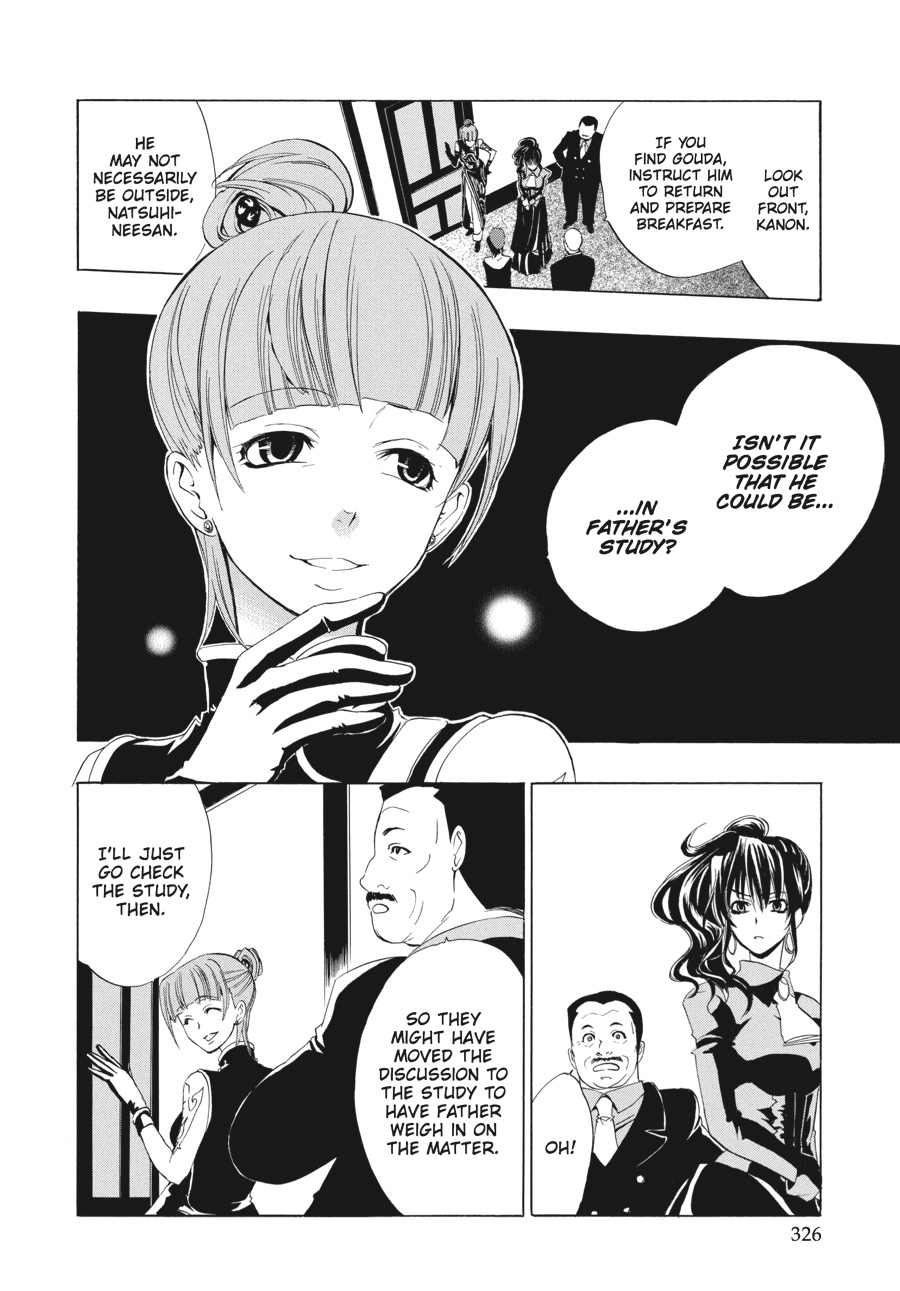 LOOK
OUT
FRONT,
KANON.
IF YOU
FIND GOUDA,
INSTRUCT HIM
TO RETURN
AND PREPARE
BREAKFAST.
HE
MAY NOT
NECESSARILY
BE OUTSIDE,
NATSUHI-
NEESAN.
ISN'T IT
POSSIBLE
THAT HE
COULD BE...
...IN
FATHER'S
STUDY?
OH!
SO THEY
MIGHT HAVE
MOVED THE
DISCUSSION TO
THE STUDY TO
HAVE FATHER
WEIGH IN ON
THE MATTER.
I'LL JUST
GO CHECK
THE STUDY,
THEN.
326